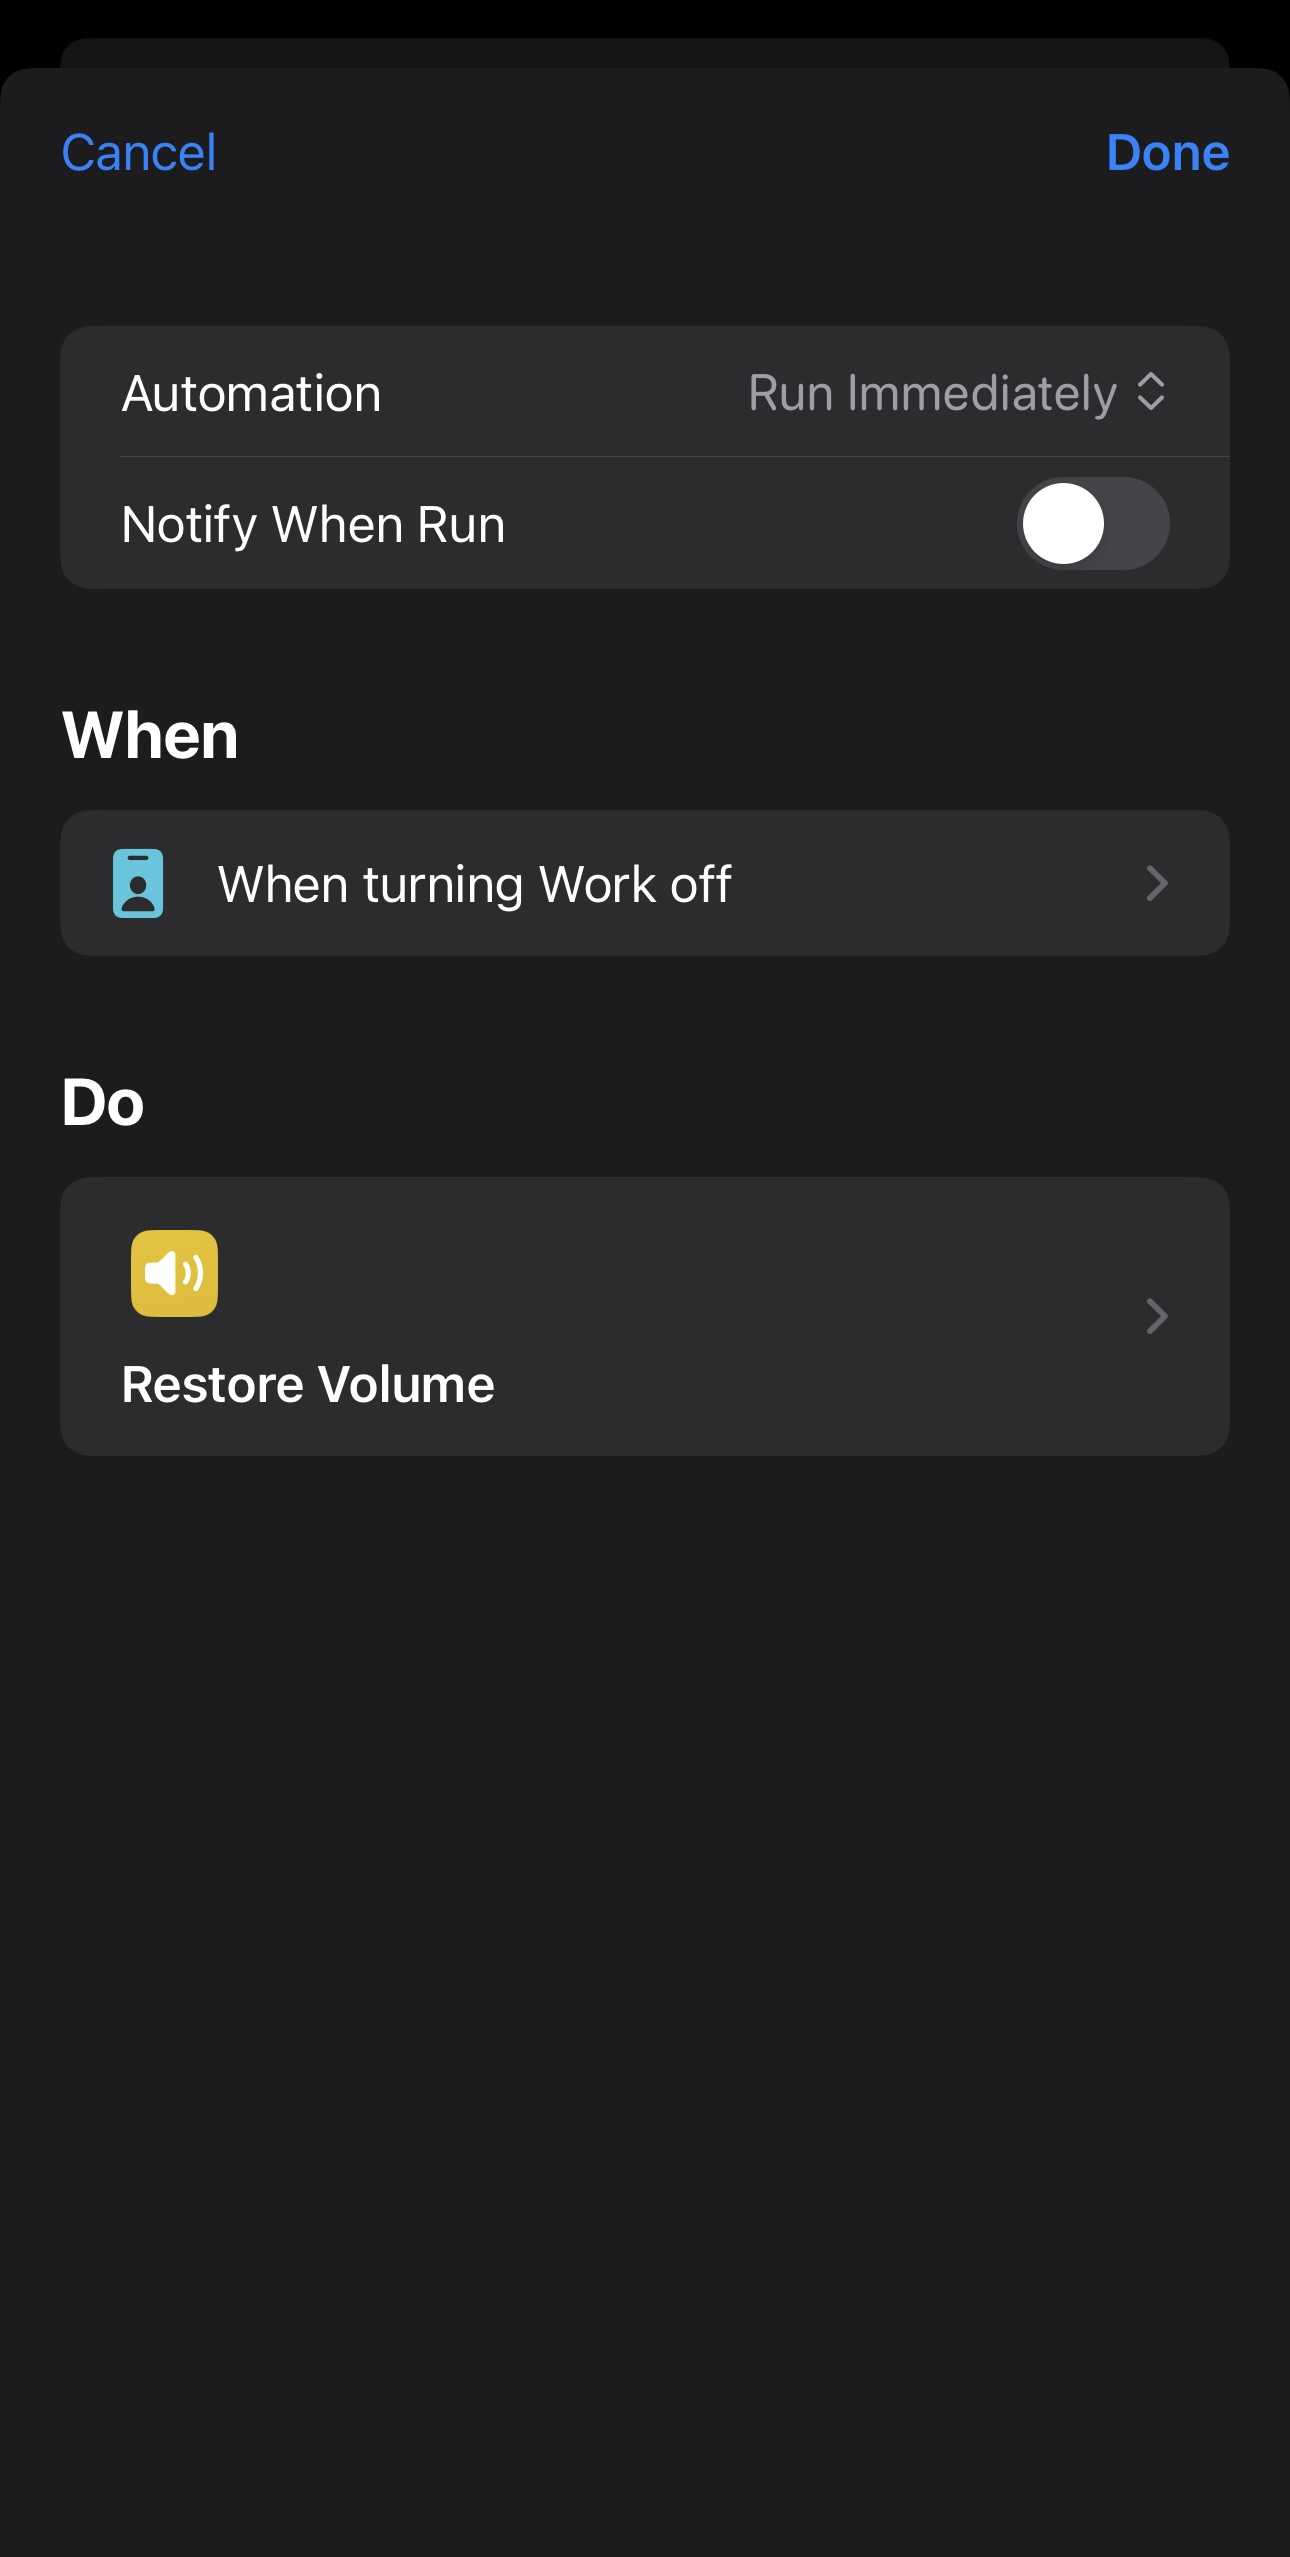 Cancel
Done
Automation
Run Immediately
Notify When Run
When
When turning Work off
Do
Restore Volume